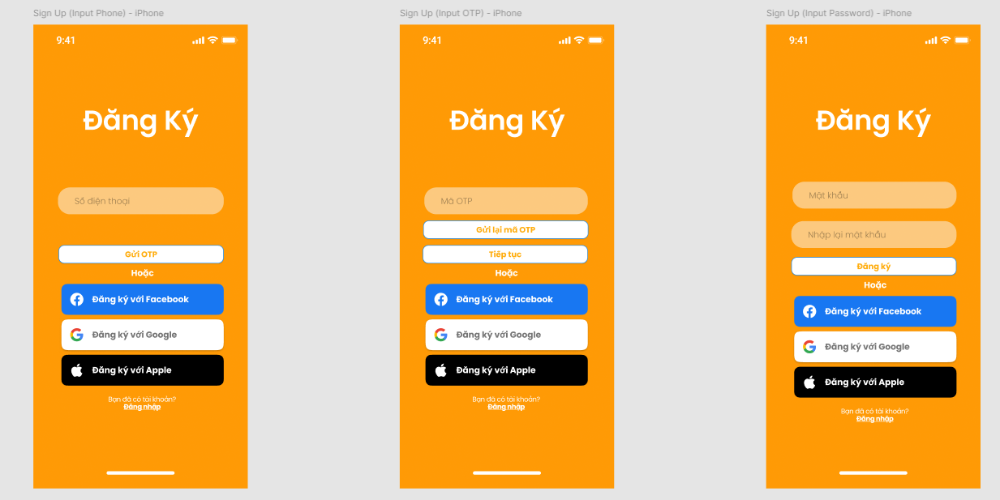 Sign Up (Input Phone) - iPhone
9:41
Đăng Ký
Số điện thoại
Gửi OTP
Hoặc
Đăng ký với Facebook
Đăng ký với Google
Đăng ký với Apple
Bạn đã có tài khoản?
Đăng nhập
Sign Up (Input OTP) - iPhone
9:41
Đăng Ký
Mã OTP
Gửi lại mã OTP
Tiếp tục
Hoặc
Đăng ký với Facebook
Đăng ký với Google
Đăng ký với Apple
Bạn đã có tài khoản?
Đăng nhập
Sign Up (Input Password) - iPhone
9:41
Đăng Ký
Mật khẩu
Nhập lại mật khẩu
Đăng ký
Hoặc
Đăng ký với Facebook
Đăng ký với Google
Đăng ký với Apple
Bạn đã có tài khoản?
Đăng nhập